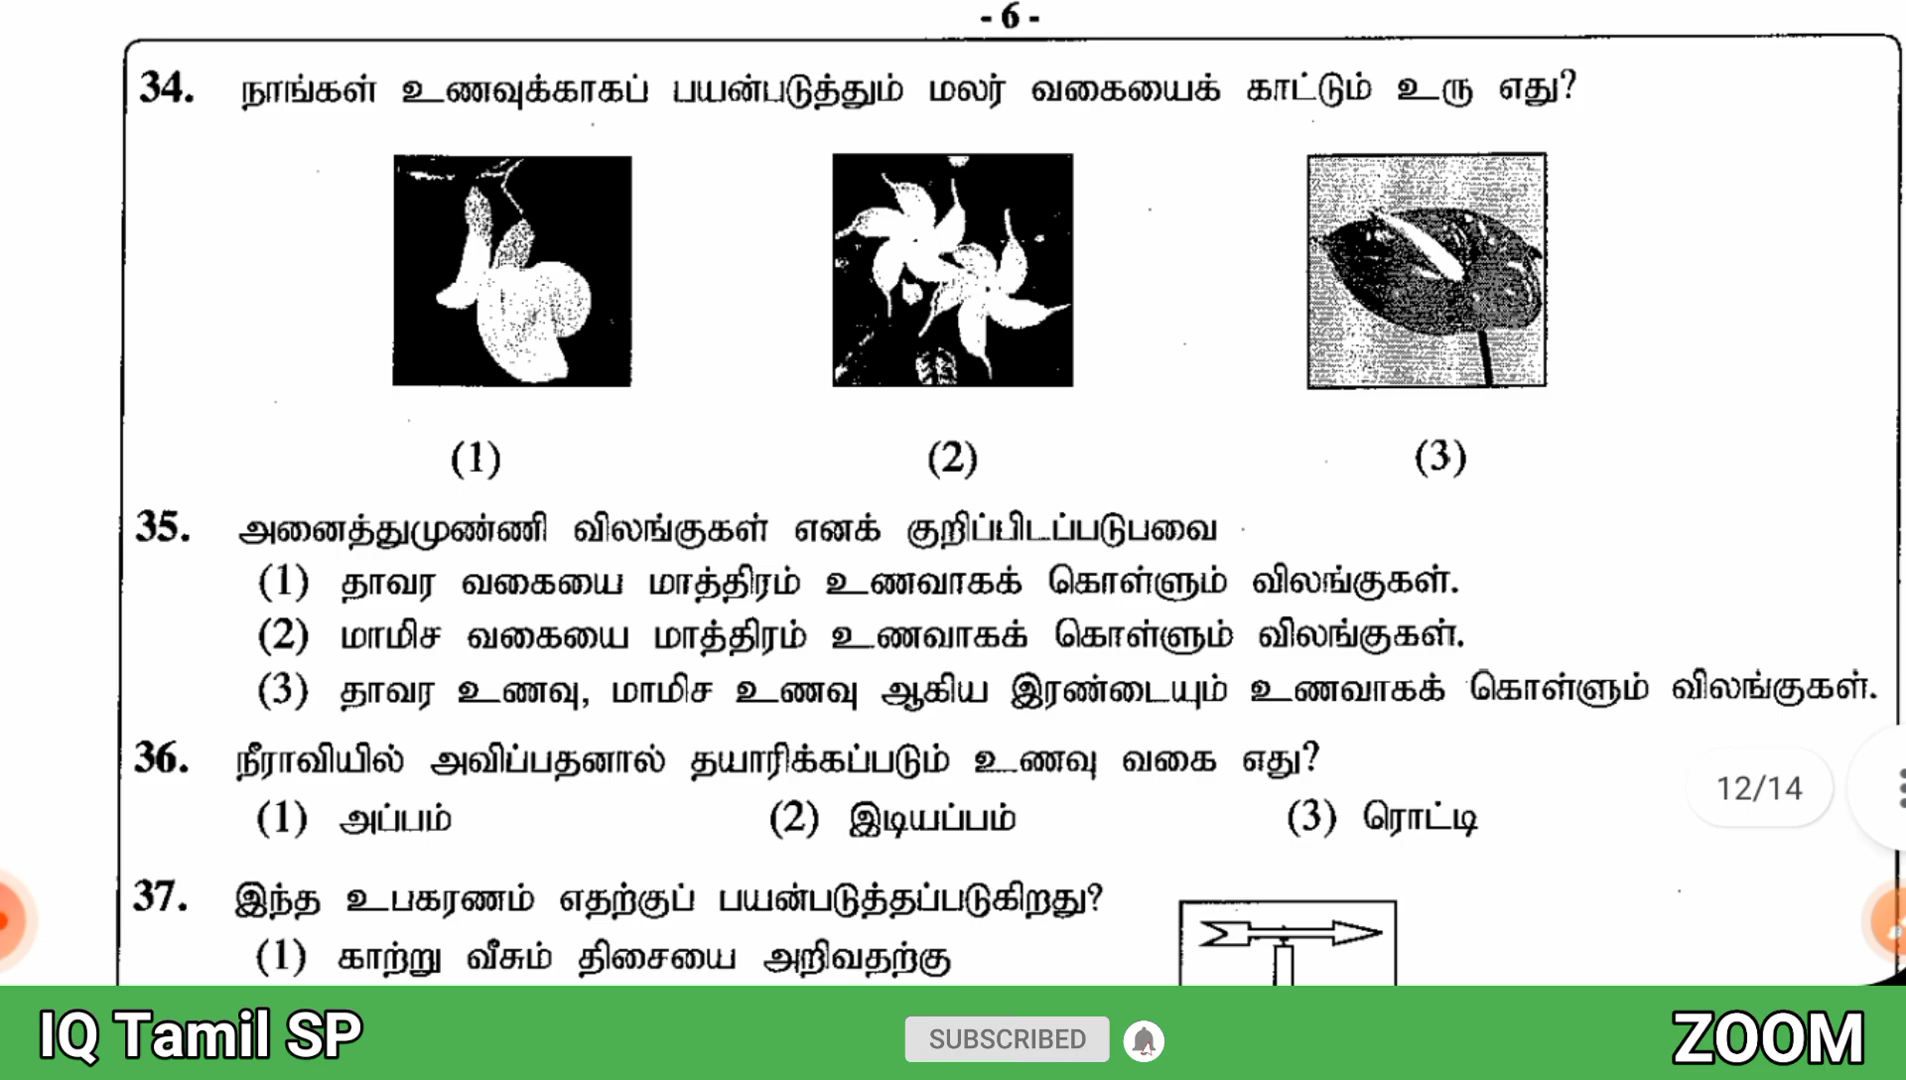 - 6 -
34. நாங்கள் உணவுக்காகப் பயன்படுத்தும் மலர் வகையைக் காட்டும் உரு எது?
(1) (2) (3)
35. அனைத்துமுண்ணி விலங்குகள் எனக் குறிப்பிடப்படுபவை
(1) தாவர வகையை மாத்திரம் உணவாகக் கொள்ளும் விலங்குகள்.
(2) மாமிச வகையை மாத்திரம் உணவாகக் கொள்ளும் விலங்குகள்.
(3) தாவர உணவு, மாமிச உணவு ஆகிய இரண்டையும் உணவாகக் கொள்ளும் விலங்குகள்.
36. நீராவியில் அவிப்பதனால் தயாரிக்கப்படும் உணவு வகை எது?
(1) அப்பம் (2) இடியப்பம் (3) ரொட்டி
12/14
37. இந்த உபகரணம் எதற்குப் பயன்படுத்தப்படுகிறது?
(1) காற்று வீசும் திசையை அறிவதற்கு
IQ Tamil SP SUBSCRIBED ZOOM